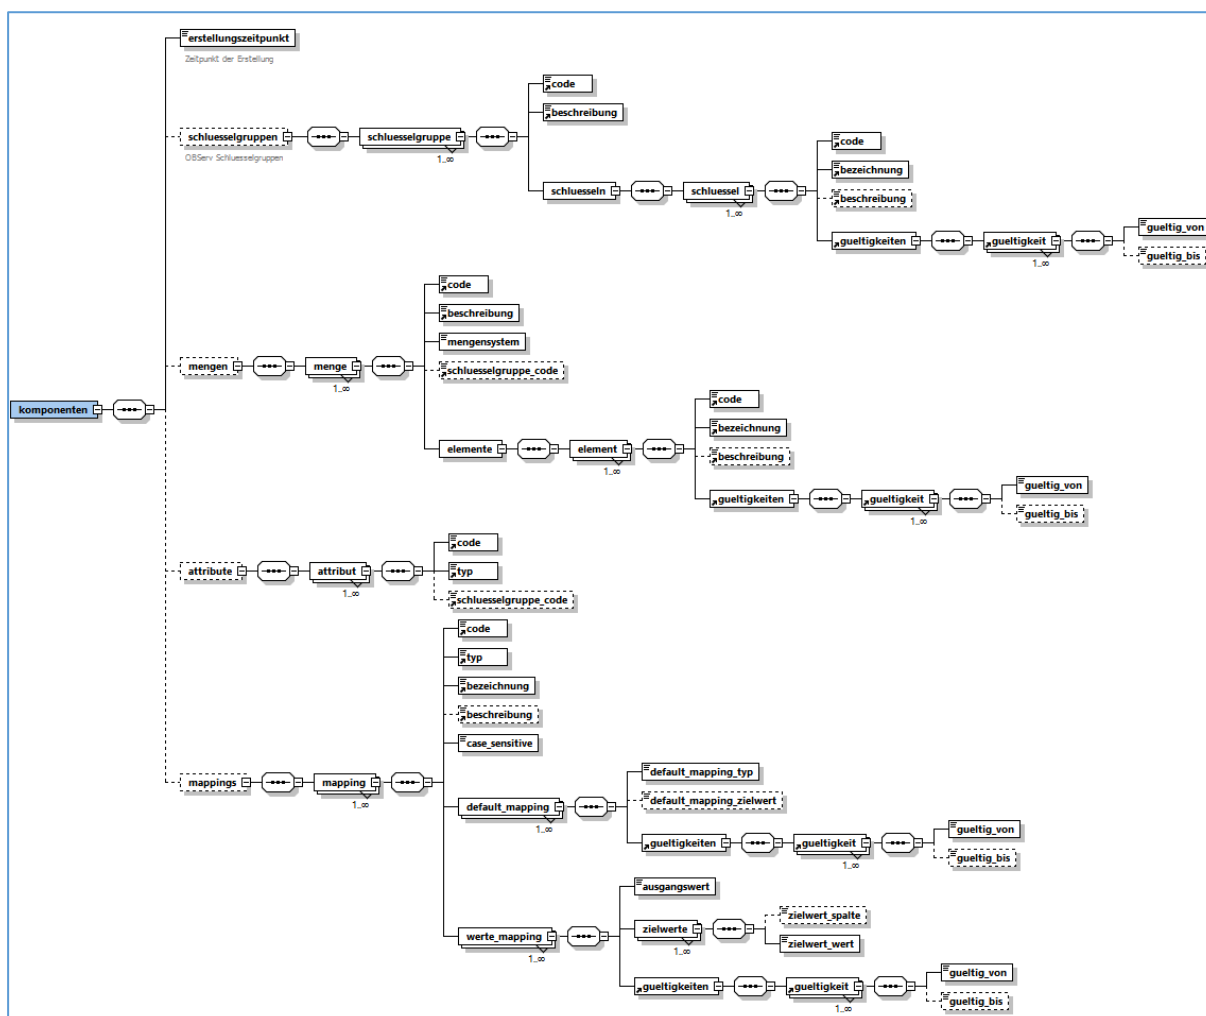 erstellungszeitpunkt
Zeitpunkt der Erstellung
code
beschreibung
schluesselgruppen
schluesselgruppe
1..∞
OBServ Schluesselgruppen
code
bezeichnung
schluesseln
schluessel
1..∞
beschreibung
gueltigkeiten
gueltigkeit
1..∞
gueltig_von
gueltig_bis
code
beschreibung
mengensystem
mengen
menge
1..∞
schluesselgruppe_code
komponenten
code
bezeichnung
elemente
element
1..∞
beschreibung
gueltigkeiten
gueltigkeit
1..∞
gueltig_von
gueltig_bis
code
attribute
attribut
1..∞
typ
schluesselgruppe_code
code
typ
bezeichnung
beschreibung
case_sensitive
mappings
mapping
1..∞
default_mapping_typ
default_mapping
1..∞
default_mapping_zielwert
gueltigkeiten
gueltigkeit
1..∞
gueltig_von
gueltig_bis
ausgangswert
werte_mapping
1..∞
zielwerte
1..∞
zielwert_spalte
zielwert_wert
gueltigkeiten
gueltigkeit
1..∞
gueltig_von
gueltig_bis